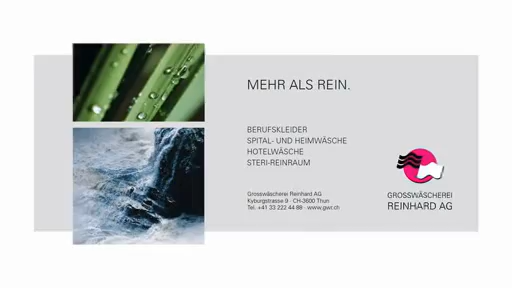 MEHR ALS REIN.
BERUFSKLEIDER
SPITAL- UND HEIMWÄSCHE
HOTELWÄSCHE
STERI-REINRAUM
Grosswäscherei Reinhard AG
Kyburgstrasse 9 · CH-3600 Thun
Tel. +41 33 222 44 88 · www.gwr.ch
GROSSWÄSCHEREI
REINHARD AG